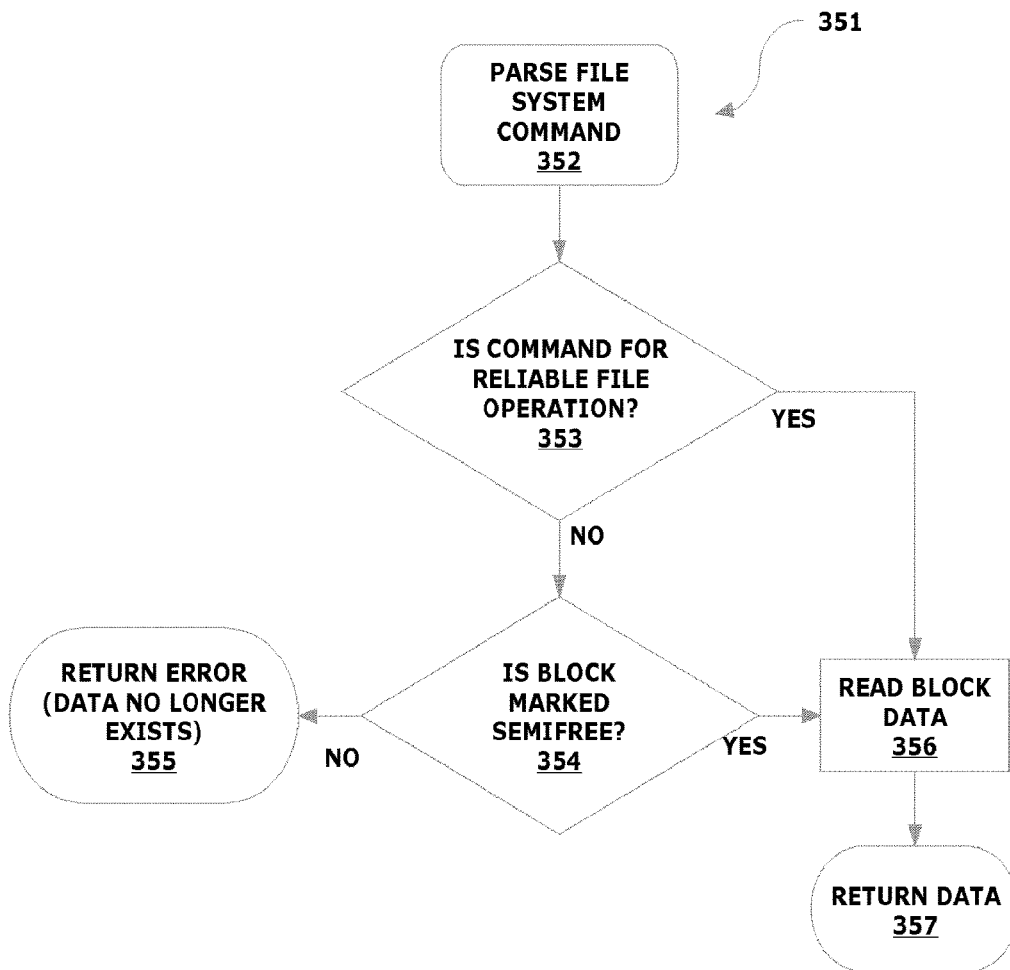 351
PARSE FILE
SYSTEM
COMMAND
352
IS COMMAND FOR
RELIABLE FILE
OPERATION?
353
YES
NO
RETURN ERROR
(DATA NO LONGER
EXISTS)
355
NO
IS BLOCK
MARKED
SEMIFREE?
354
YES
READ BLOCK
DATA
356
RETURN DATA
357